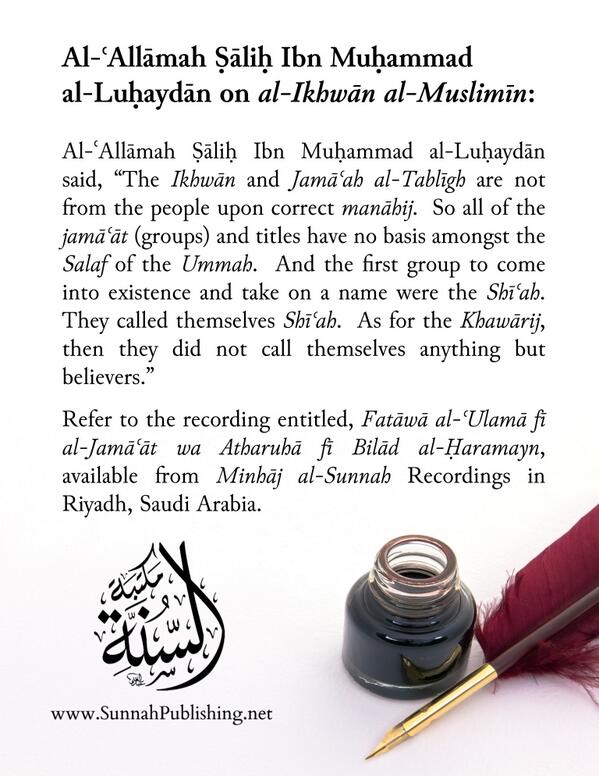 Al-ʿAllāmah Ṣāliḥ Ibn Muḥammad
al-Luḥaydān on al-Ikhwān al-Muslimīn:
Al-ʿAllāmah Ṣāliḥ Ibn Muḥammad al-Luḥaydān
said, “The Ikhwān and Jamāʿah al-Tablīgh are not
from the people upon correct manāhij. So all of the
jamāʿāt (groups) and titles have no basis amongst the
Salaf of the Ummah. And the first group to come
into existence and take on a name were the Shīʿah.
They called themselves Shīʿah. As for the Khawārij,
then they did not call themselves anything but
believers.”
Refer to the recording entitled, Fatāwā al-ʿUlamā fī
al-Jamāʿāt wa Atharuhā fī Bilād al-Ḥaramayn,
available from Minhāj al-Sunnah Recordings in
Riyadh, Saudi Arabia.
مكتبة
السُّنَّة
www.SunnahPublishing.net